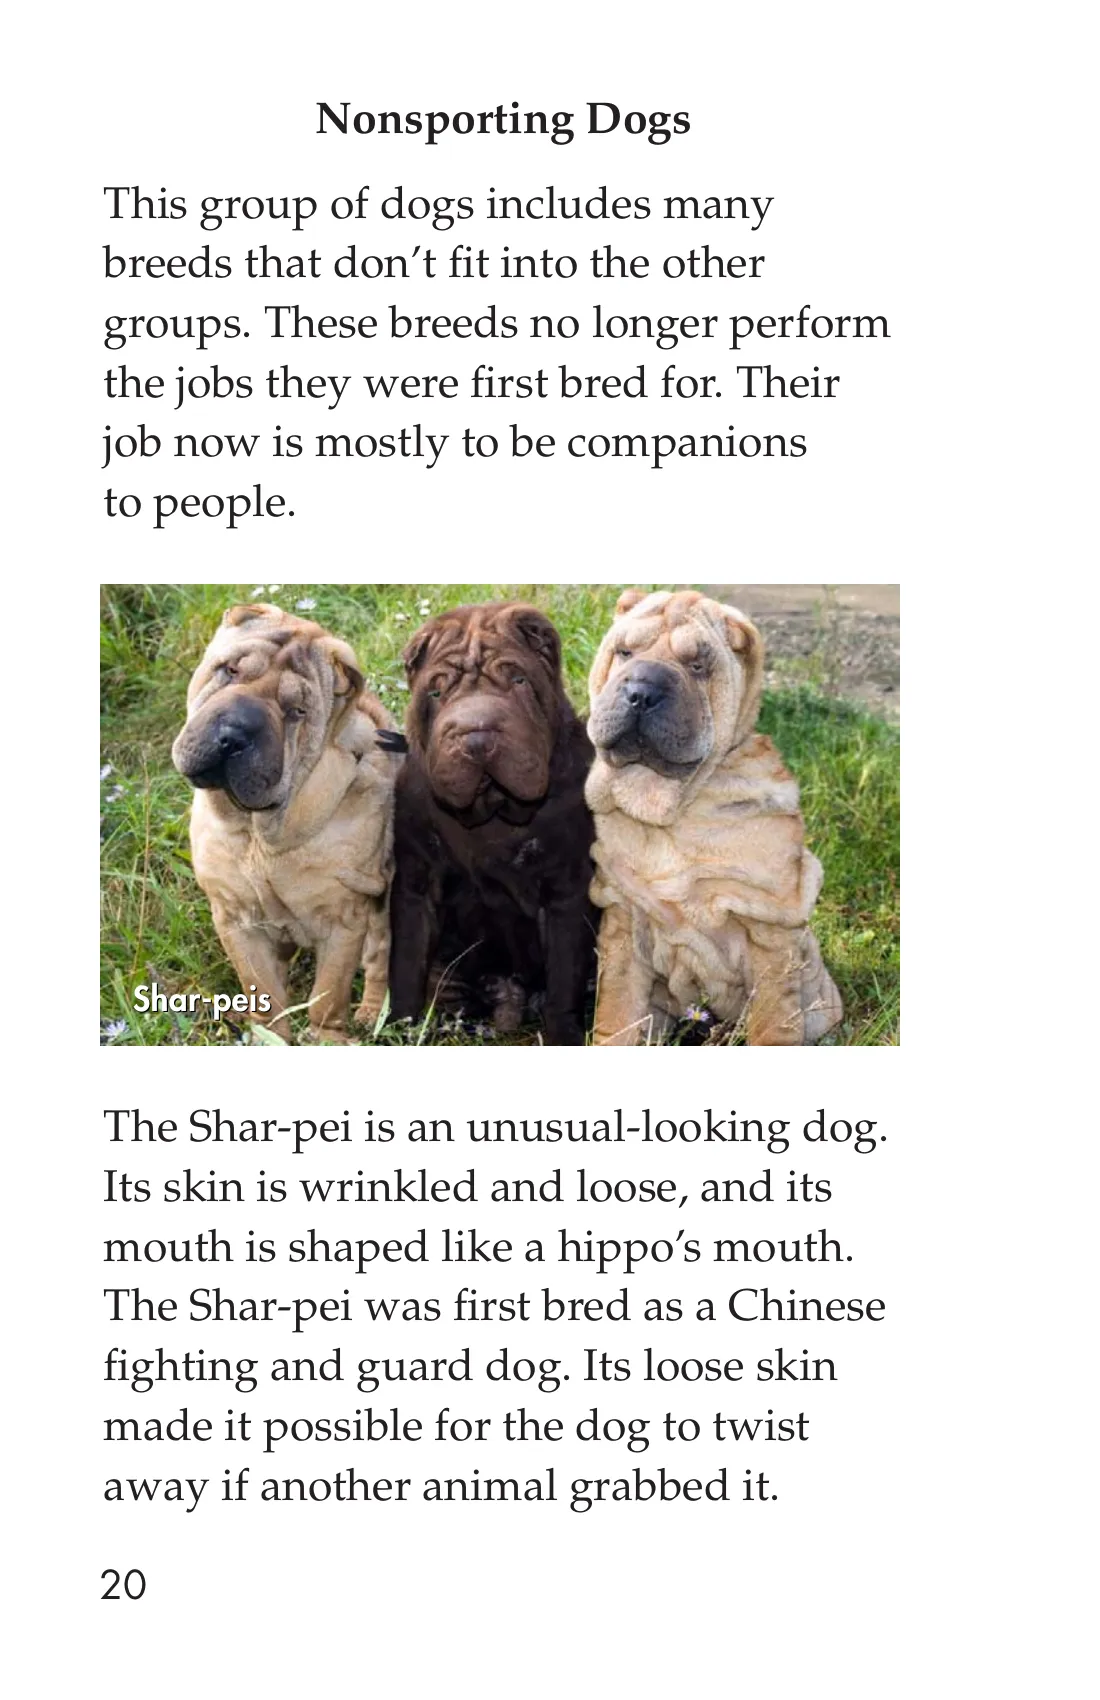 Nonsporting Dogs
This group of dogs includes many
breeds that don’t fit into the other
groups. These breeds no longer perform
the jobs they were first bred for. Their
job now is mostly to be companions
to people.
Shar-peis
The Shar-pei is an unusual-looking dog.
Its skin is wrinkled and loose, and its
mouth is shaped like a hippo’s mouth.
The Shar-pei was first bred as a Chinese
fighting and guard dog. Its loose skin
made it possible for the dog to twist
away if another animal grabbed it.
20